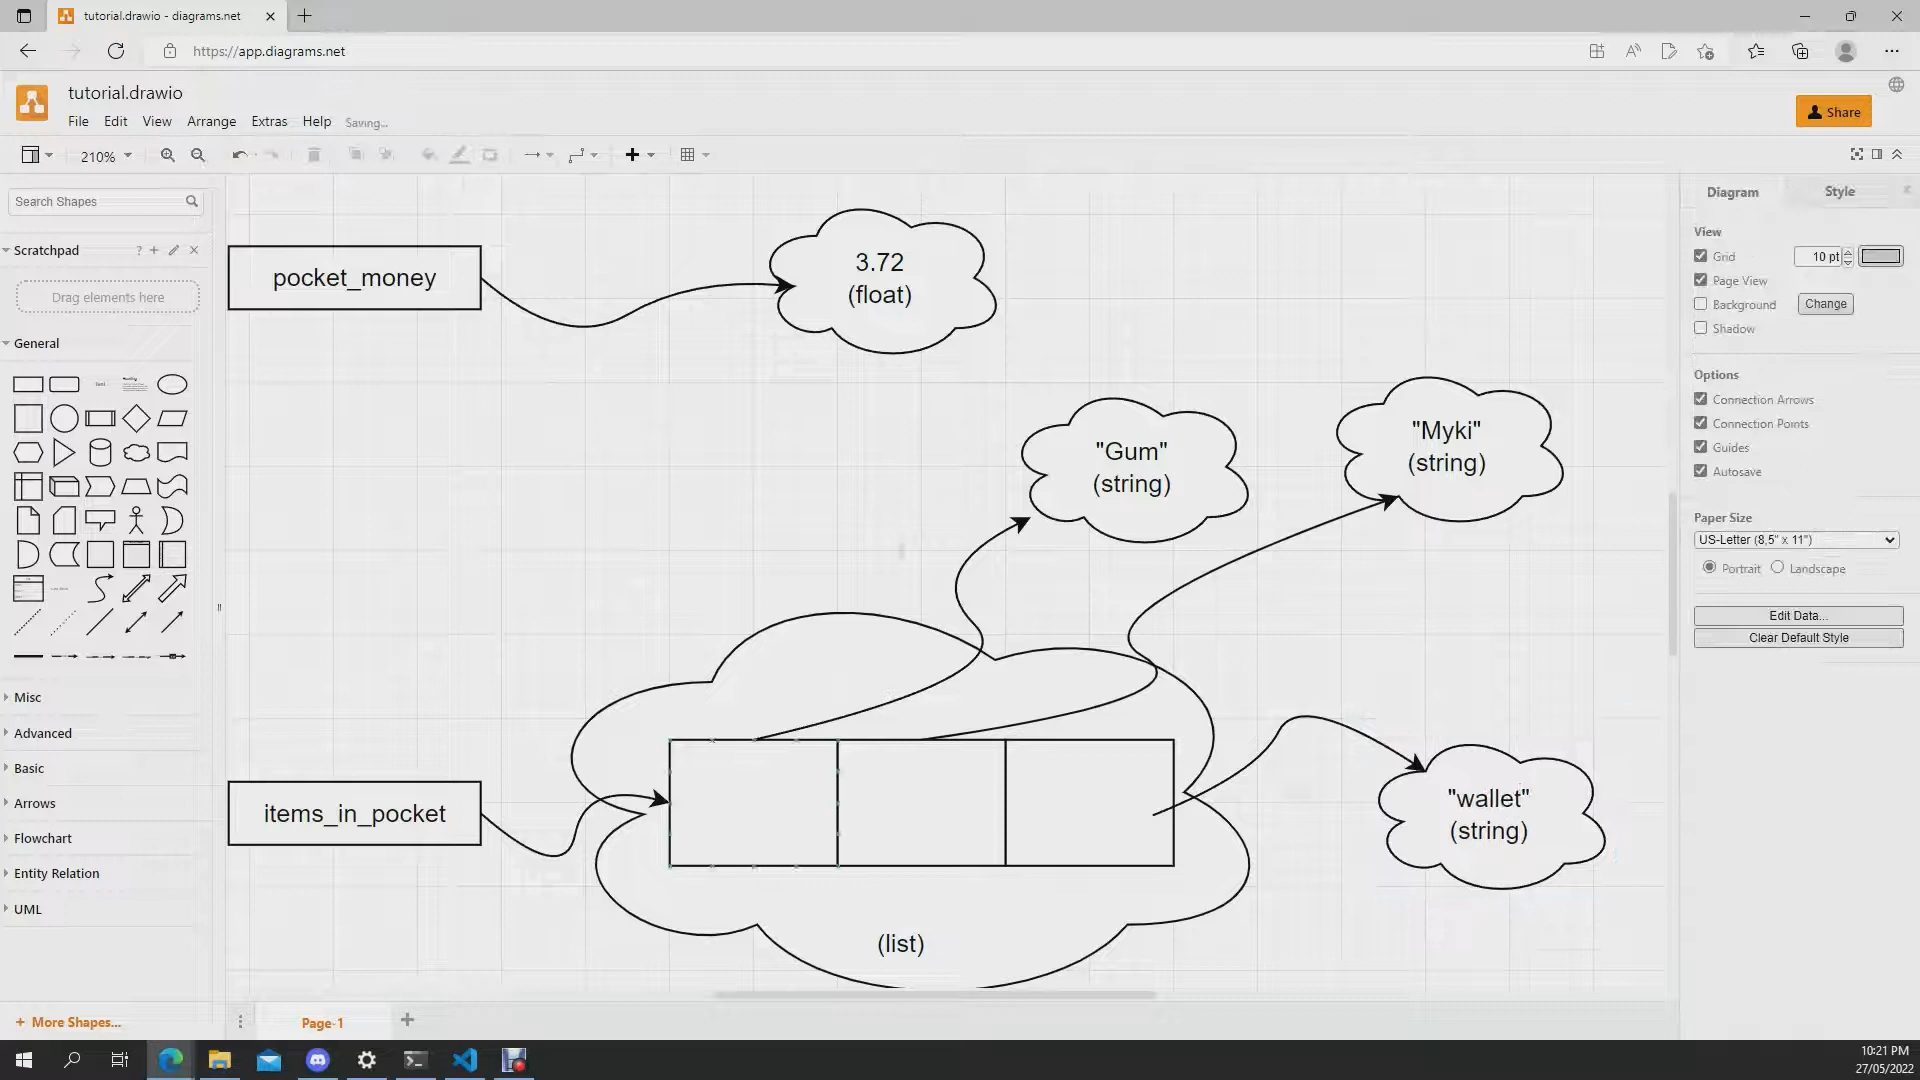 tutorial.drawio - diagrams.net
https://app.diagrams.net
tutorial.drawio
File Edit View Arrange Extras Help Saving...
Share
210%
Search Shapes
Scratchpad
?
Drag elements here
General
Misc
Advanced
Basic
Arrows
Flowchart
Entity Relation
UML
+ More Shapes...
pocket_money
3.72
(float)
"Gum"
(string)
"Myki"
(string)
items_in_pocket
"wallet"
(string)
(list)
Page-1
Diagram Style
View
Grid 10 pt
Page View
Background Change
Shadow
Options
Connection Arrows
Connection Points
Guides
Autosave
Paper Size
US-Letter (8,5" x 11")
Portrait Landscape
Edit Data...
Clear Default Style
10:21 PM
27/05/2022